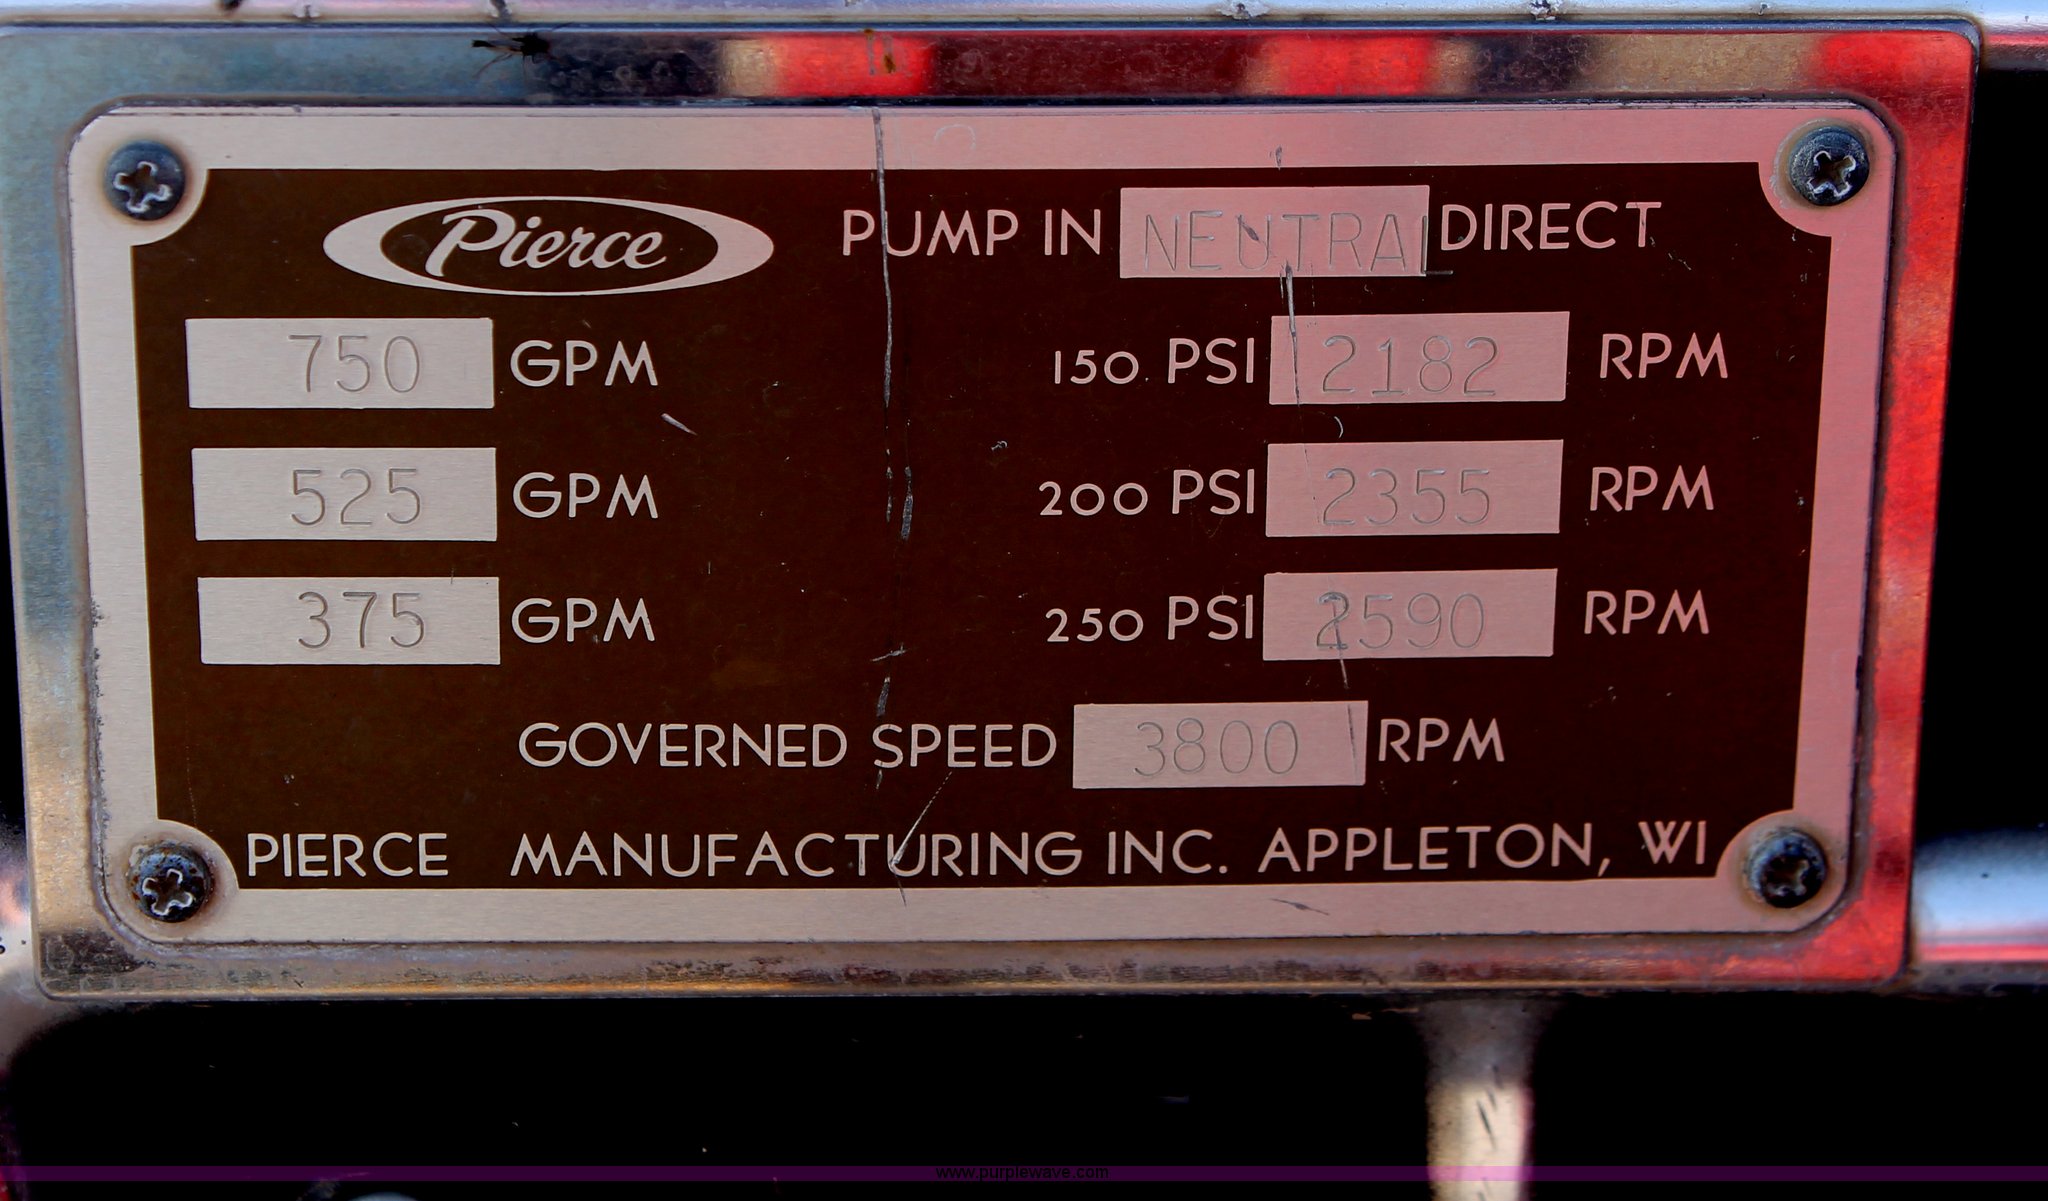 Pierce PUMP IN NEUTRAL DIRECT
750 GPM 150 PSI 2182 RPM
525 GPM 200 PSI 2355 RPM
375 GPM 250 PSI 2590 RPM
GOVERNED SPEED 3800 RPM
PIERCE MANUFACTURING INC. APPLETON, WI
www.purplewave.com